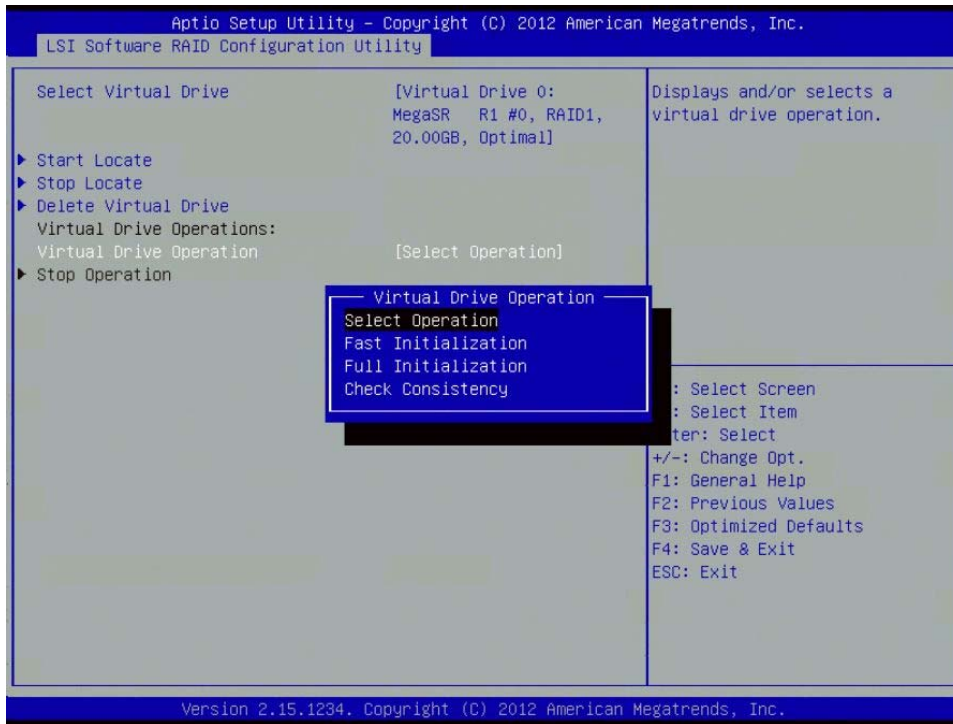 Aptio Setup Utility – Copyright (C) 2012 American Megatrends, Inc.
LSI Software RAID Configuration Utility
Select Virtual Drive [Virtual Drive 0: Displays and/or selects a
MegaSR R1 #0, RAID1, virtual drive operation.
20.00GB, Optimal]
Start Locate
Stop Locate
Delete Virtual Drive
Virtual Drive Operations:
Virtual Drive Operation [Select Operation]
Stop Operation
Virtual Drive Operation
Select Operation
Fast Initialization
Full Initialization
Check Consistency
: Select Screen
: Select Item
ter: Select
+/-: Change Opt.
F1: General Help
F2: Previous Values
F3: Optimized Defaults
F4: Save & Exit
ESC: Exit
Version 2.15.1234. Copyright (C) 2012 American Megatrends, Inc.